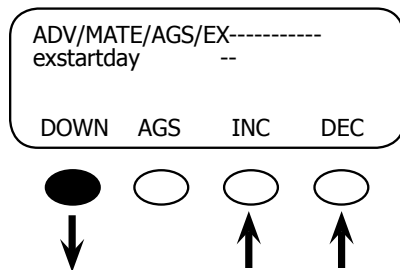 ADV/MATE/AGS/EX-----------
exstartday --
DOWN AGS INC DEC